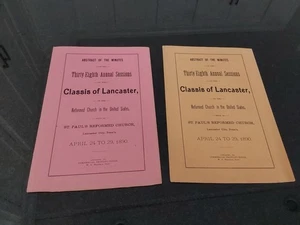 ABSTRACT OF THE MINUTES
Thirty-Eighth Annual Sessions
Classis of Lancaster,
Reformed Church in the United States,
ST. PAUL'S REFORMED CHURCH,
APRIL 24 TO 28, 1890.
ABSTRACT OF THE MINUTES
Thirty-Eighth Annual Sessions
Classis of Lancaster,
Reformed Church in the United States,
ST. PAUL'S REFORMED CHURCH,
APRIL 24 TO 28, 1890.